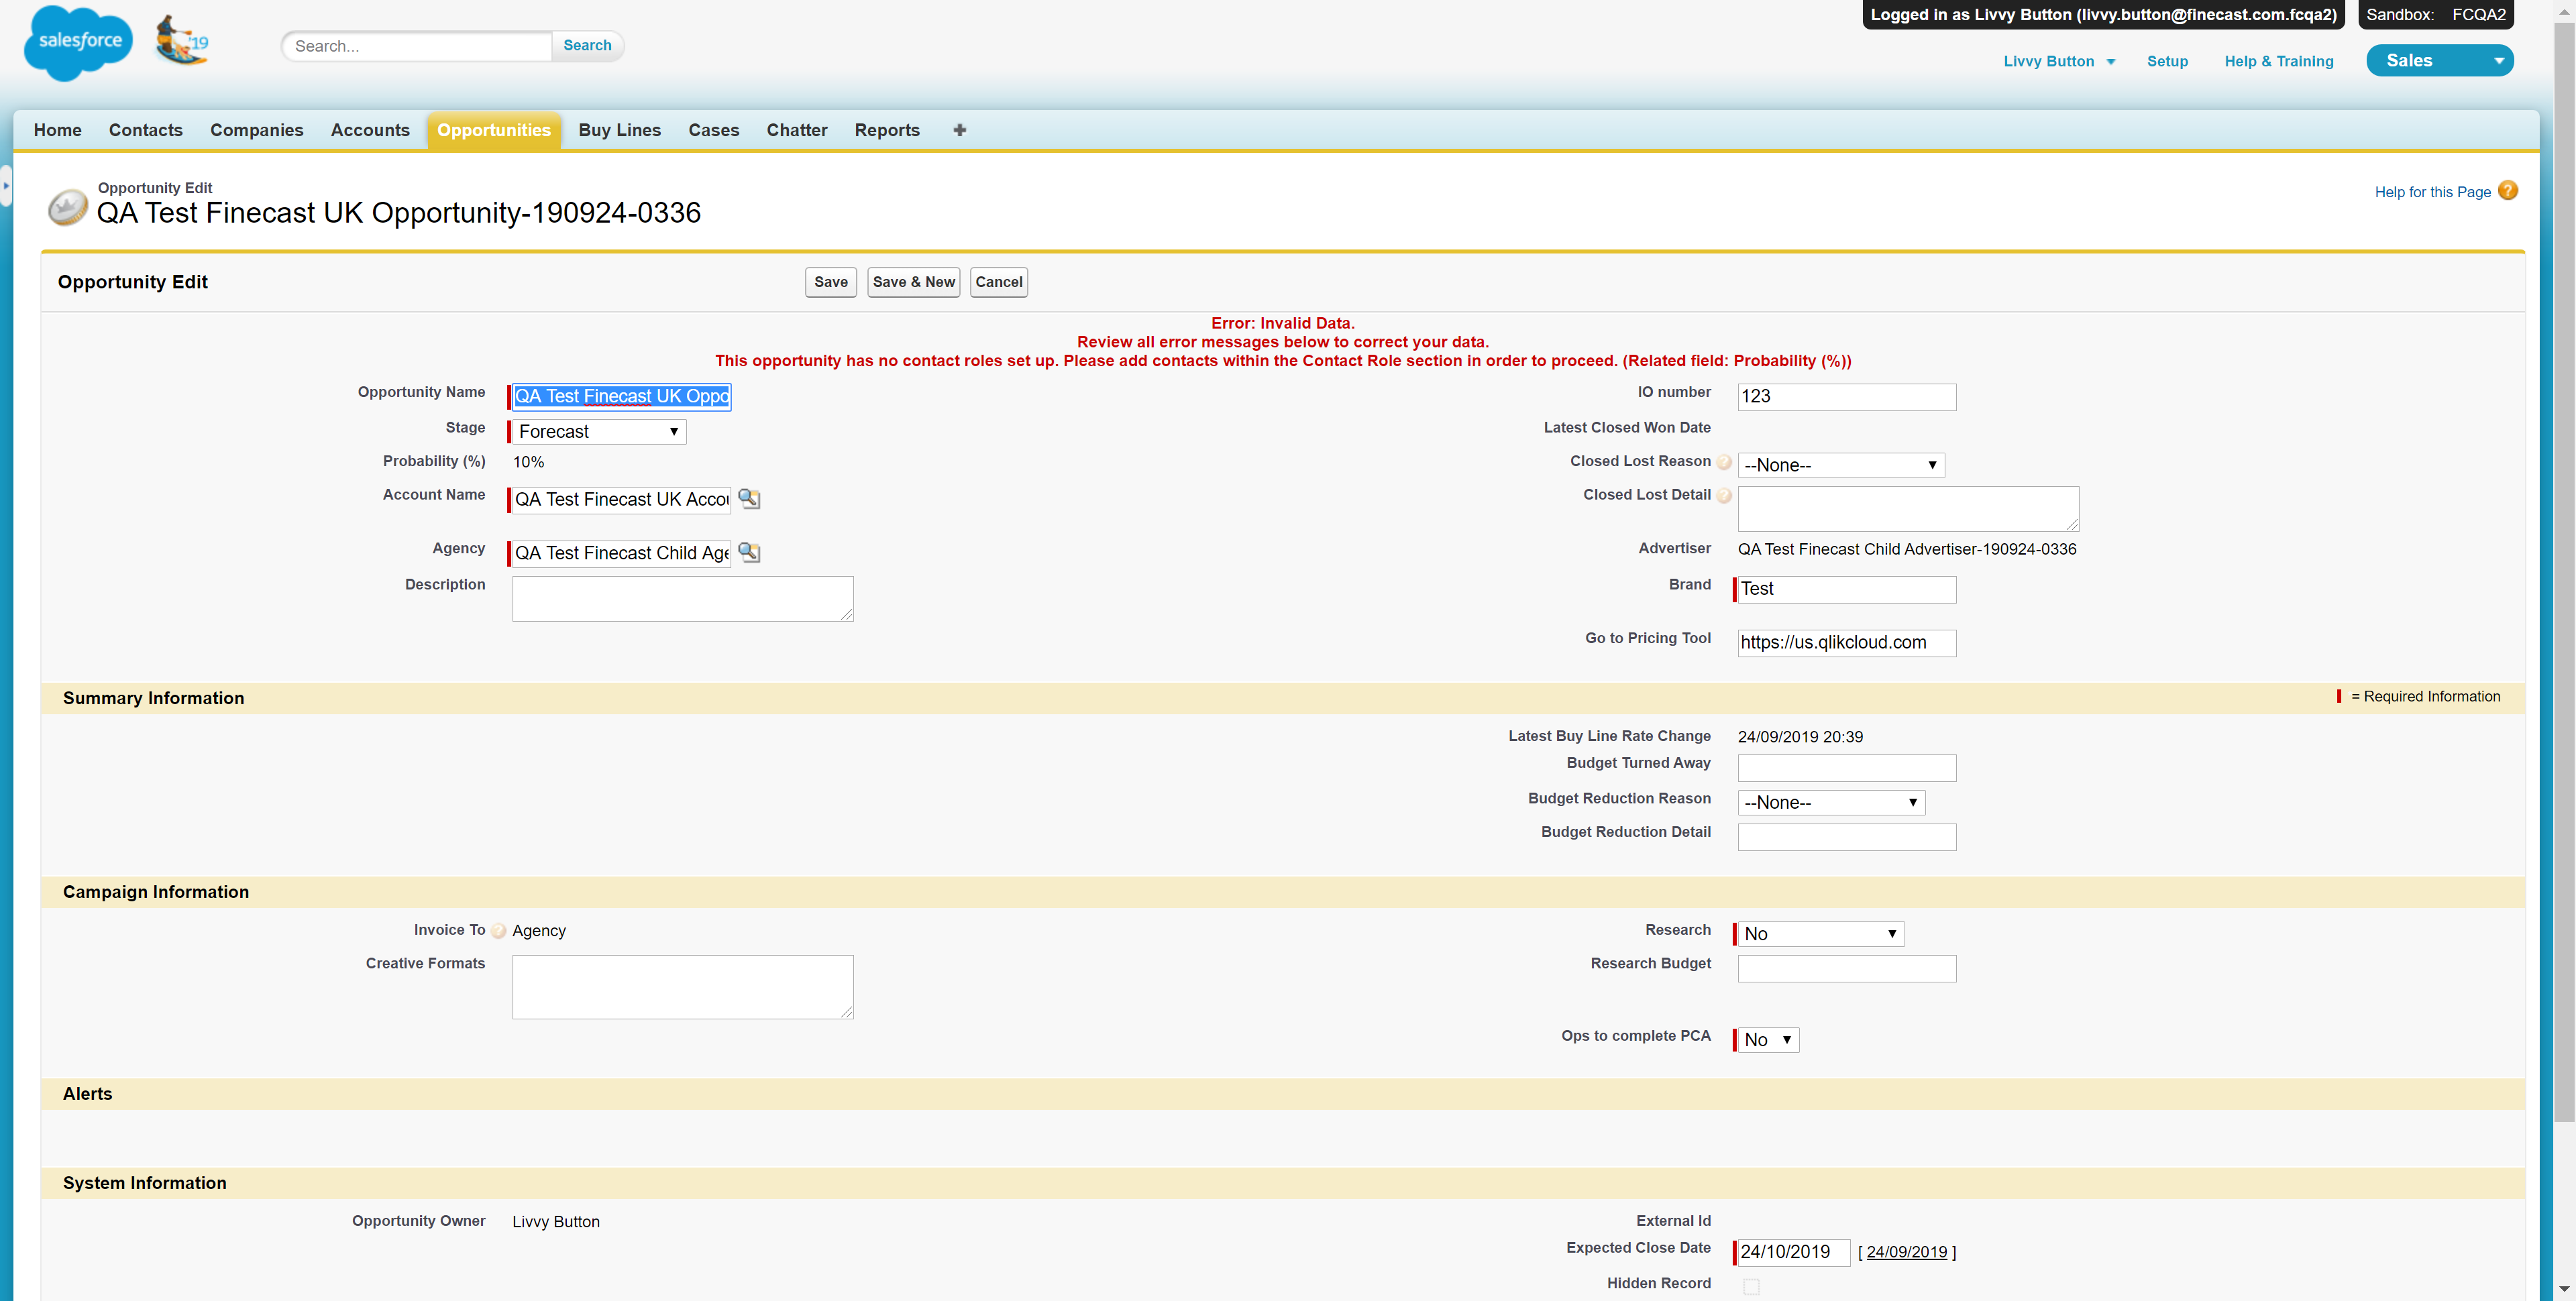 Logged in as Livvy Button (livvy.button@finecast.com.fcqa2) Sandbox: FCQA2
salesforce '19 Search... Search
Livvy Button Setup Help & Training Sales
Home Contacts Companies Accounts Opportunities Buy Lines Cases Chatter Reports
Opportunity Edit
QA Test Finecast UK Opportunity-190924-0336
Help for this Page ?
Opportunity Edit Save Save & New Cancel
Error: Invalid Data.
Review all error messages below to correct your data.
This opportunity has no contact roles set up. Please add contacts within the Contact Role section in order to proceed. (Related field: Probability (%))
Opportunity Name QA Test Finecast UK Oppo
IO number 123
Stage Forecast
Latest Closed Won Date
Probability (%) 10%
Closed Lost Reason ? --None--
Account Name QA Test Finecast UK Accou
Closed Lost Detail ?
Agency QA Test Finecast Child Age
Advertiser QA Test Finecast Child Advertiser-190924-0336
Description
Brand Test
Go to Pricing Tool https://us.qlikcloud.com
Summary Information = Required Information
Latest Buy Line Rate Change 24/09/2019 20:39
Budget Turned Away
Budget Reduction Reason --None--
Budget Reduction Detail
Campaign Information
Invoice To ? Agency
Research No
Creative Formats
Research Budget
Ops to complete PCA No
Alerts
System Information
Opportunity Owner Livvy Button
External Id
Expected Close Date 24/10/2019 [ 24/09/2019 ]
Hidden Record